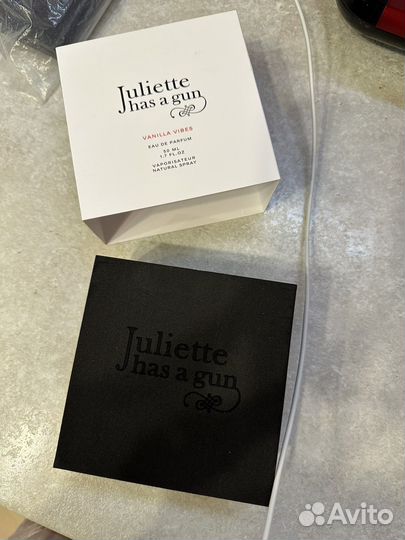 Juliette
has a gun
VANILLA VIBES
EAU DE PARFUM
50 ML
1.7 FL.OZ
VAPORISATEUR
NATURAL SPRAY
Juliette
has a gun
Avito